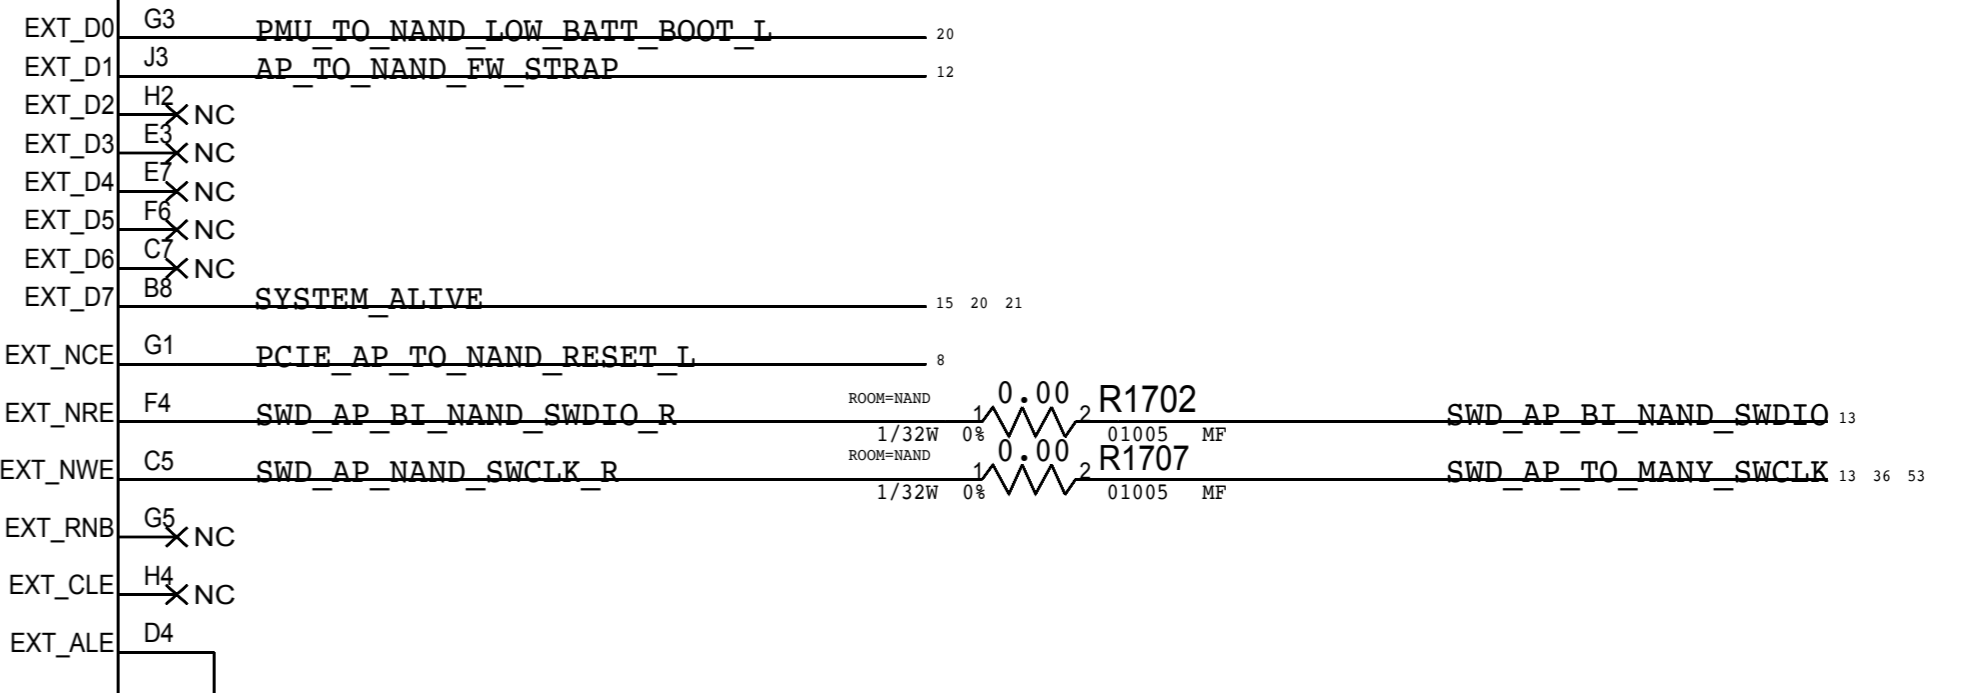 EXT_D0 G3 PMU_TO_NAND_LOW_BATT_BOOT_L 20
EXT_D1 J3 AP_TO_NAND_FW_STRAP 12
EXT_D2 H2 NC
EXT_D3 E3 NC
EXT_D4 E7 NC
EXT_D5 F6 NC
EXT_D6 C7 NC
EXT_D7 B8 SYSTEM_ALIVE 15 20 21
EXT_NCE G1 PCIE_AP_TO_NAND_RESET_L 8
ROOM=NAND 0.00 R1702
EXT_NRE F4 SWD_AP_BI_NAND_SWDIO_R 1 2 SWD_AP_BI_NAND_SWDIO 13
1/32W 0% 01005 MF
ROOM=NAND 0.00 R1707
EXT_NWE C5 SWD_AP_NAND_SWCLK_R 1 2 SWD_AP_TO_MANY_SWCLK 13 36 53
1/32W 0% 01005 MF
EXT_RNB G5 NC
EXT_CLE H4 NC
EXT_ALE D4